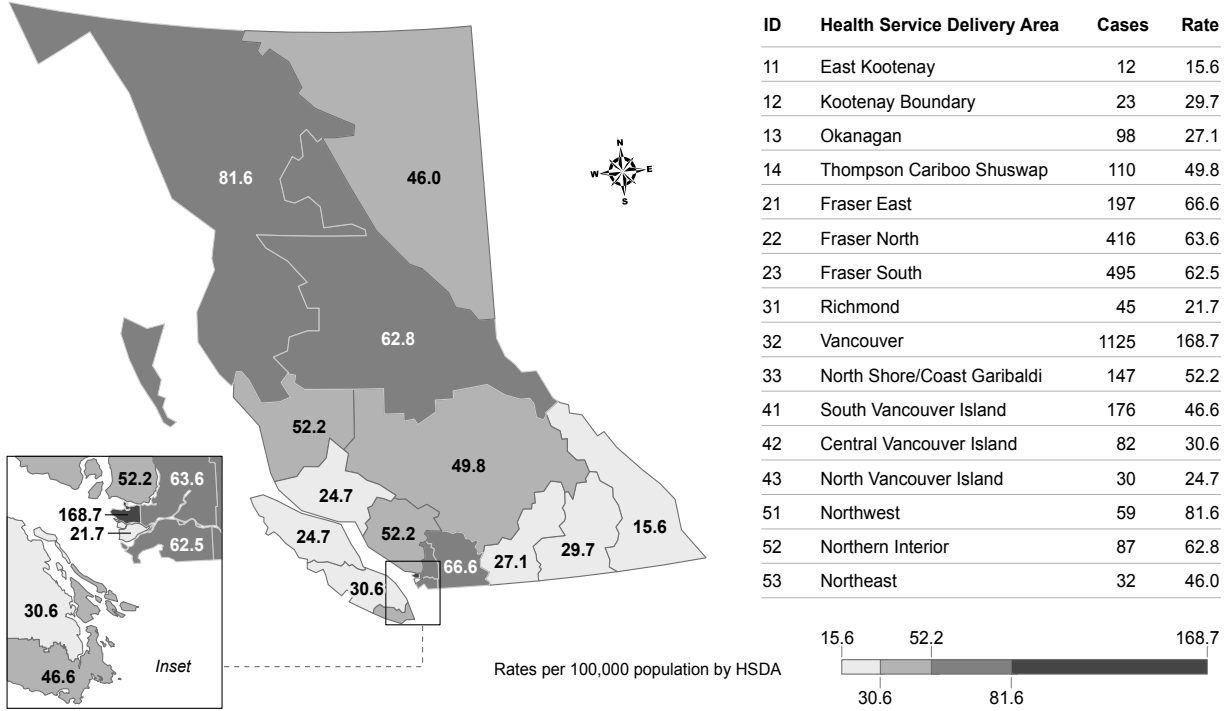 81.6
46.0
62.8
52.2
49.8
24.7
24.7
52.2
66.6
27.1
29.7
15.6
30.6
N
W E
S
52.2 63.6
168.7
21.7
62.5
30.6
46.6
Inset
Rates per 100,000 population by HSDA
ID Health Service Delivery Area Cases Rate
11 East Kootenay 12 15.6
12 Kootenay Boundary 23 29.7
13 Okanagan 98 27.1
14 Thompson Cariboo Shuswap 110 49.8
21 Fraser East 197 66.6
22 Fraser North 416 63.6
23 Fraser South 495 62.5
31 Richmond 45 21.7
32 Vancouver 1125 168.7
33 North Shore/Coast Garibaldi 147 52.2
41 South Vancouver Island 176 46.6
42 Central Vancouver Island 82 30.6
43 North Vancouver Island 30 24.7
51 Northwest 59 81.6
52 Northern Interior 87 62.8
53 Northeast 32 46.0
15.6 52.2 168.7
30.6 81.6